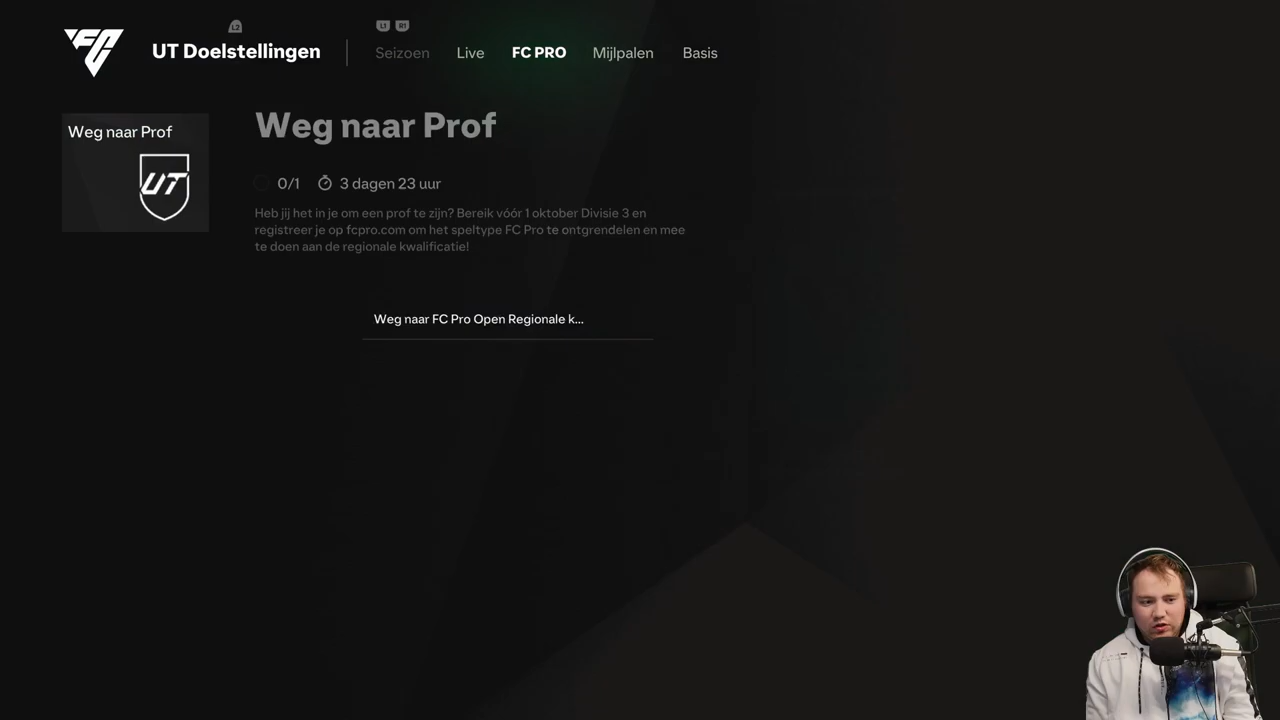 L2
L1 R1
UT Doelstellingen
Seizoen Live FC PRO Mijlpalen Basis
Weg naar Prof
UT
Weg naar Prof
0/1 3 dagen 23 uur
Heb jij het in je om een prof te zijn? Bereik vóór 1 oktober Divisie 3 en
registreer je op fcpro.com om het speltype FC Pro te ontgrendelen en mee
te doen aan de regionale kwalificatie!
Weg naar FC Pro Open Regionale k...